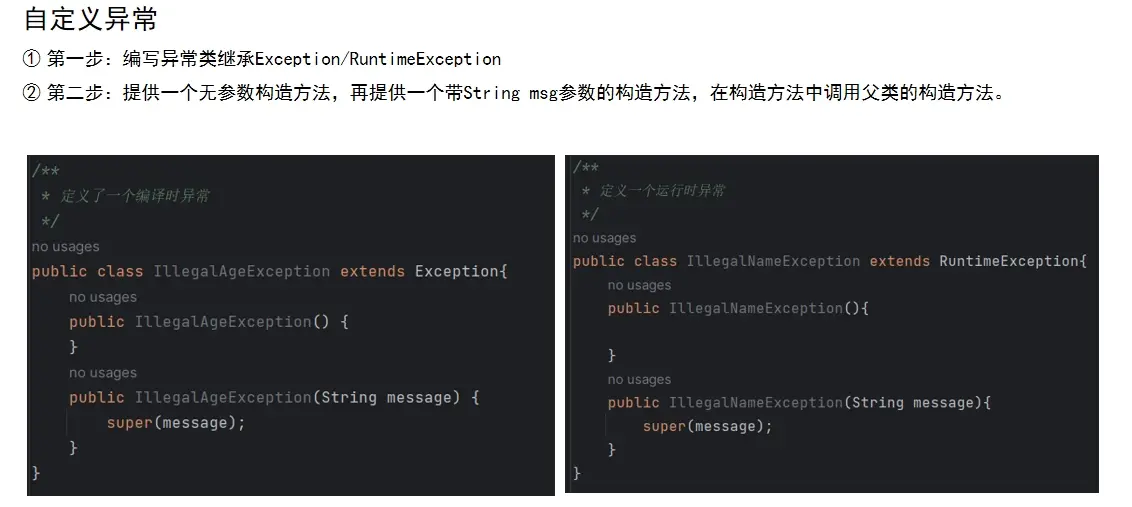 自定义异常
① 第一步：编写异常类继承Exception/RuntimeException
② 第二步：提供一个无参数构造方法，再提供一个带String msg参数的构造方法，在构造方法中调用父类的构造方法。
/**
 * 定义了一个编译时异常
 */
no usages
public class IllegalAgeException extends Exception{
    no usages
    public IllegalAgeException() {
    }
    no usages
    public IllegalAgeException(String message) {
        super(message);
    }
}
/**
 * 定义一个运行时异常
 */
no usages
public class IllegalNameException extends RuntimeException{
    no usages
    public IllegalNameException(){
    }
    no usages
    public IllegalNameException(String message){
        super(message);
    }
}